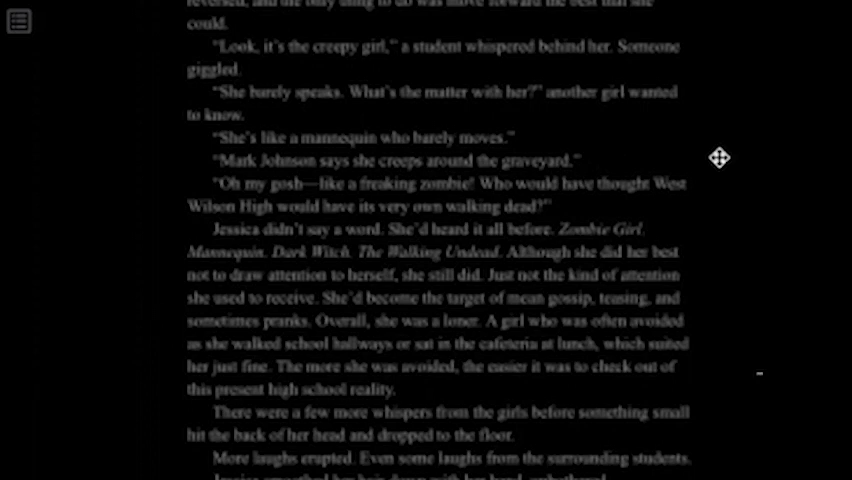 reversed, and the only thing to do was move forward the best that she
could.
“Look, it’s the creepy girl,” a student whispered behind her. Someone
giggled.
“She barely speaks. What’s the matter with her?” another girl wanted
to know.
“She’s like a mannequin who barely moves.”
“Mark Johnson says she creeps around the graveyard.”
“Oh my gosh—like a freaking zombie! Who would have thought West
Wilson High would have its very own walking dead?”
Jessica didn’t say a word. She’d heard it all before. Zombie Girl.
Mannequin. Dark Witch. The Walking Undead. Although she did her best
not to draw attention to herself, she still did. Just not the kind of attention
she used to receive. She’d become the target of mean gossip, teasing, and
sometimes pranks. Overall, she was a loner. A girl who was often avoided
as she walked school hallways or sat in the cafeteria at lunch, which suited
her just fine. The more she was avoided, the easier it was to check out of
this present high school reality.
There were a few more whispers from the girls before something small
hit the back of her head and dropped to the floor.
More laughs erupted. Even some laughs from the surrounding students.
Jessica smoothed her hair down with her hand, unbothered.